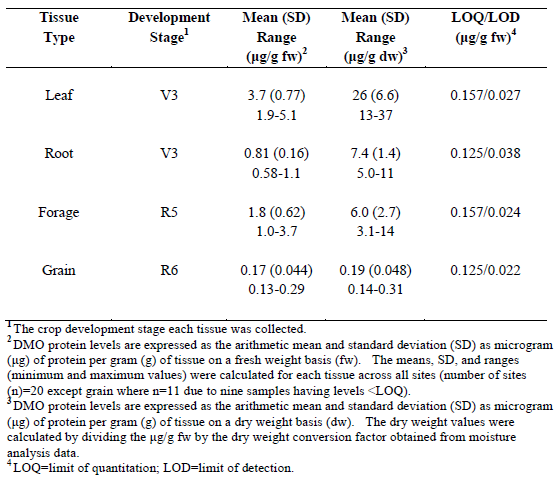 Tissue Development Mean (SD) Mean (SD) LOQ/LOD
Type Stage¹ Range Range (μg/g fw)⁴
(μg/g fw)² (μg/g dw)³
Leaf V3 3.7 (0.77) 26 (6.6) 0.157/0.027
1.9-5.1 13-37
Root V3 0.81 (0.16) 7.4 (1.4) 0.125/0.038
0.58-1.1 5.0-11
Forage R5 1.8 (0.62) 6.0 (2.7) 0.157/0.024
1.0-3.7 3.1-14
Grain R6 0.17 (0.044) 0.19 (0.048) 0.125/0.022
0.13-0.29 0.14-0.31
¹The crop development stage each tissue was collected.
²DMO protein levels are expressed as the arithmetic mean and standard deviation (SD) as microgram
(μg) of protein per gram (g) of tissue on a fresh weight basis (fw). The means, SD, and ranges
(minimum and maximum values) were calculated for each tissue across all sites (number of sites
(n)=20 except grain where n=11 due to nine samples having levels <LOQ).
³DMO protein levels are expressed as the arithmetic mean and standard deviation (SD) as microgram
(μg) of protein per gram (g) of tissue on a dry weight basis (dw). The dry weight values were
calculated by dividing the μg/g fw by the dry weight conversion factor obtained from moisture
analysis data.
⁴LOQ=limit of quantitation; LOD=limit of detection.